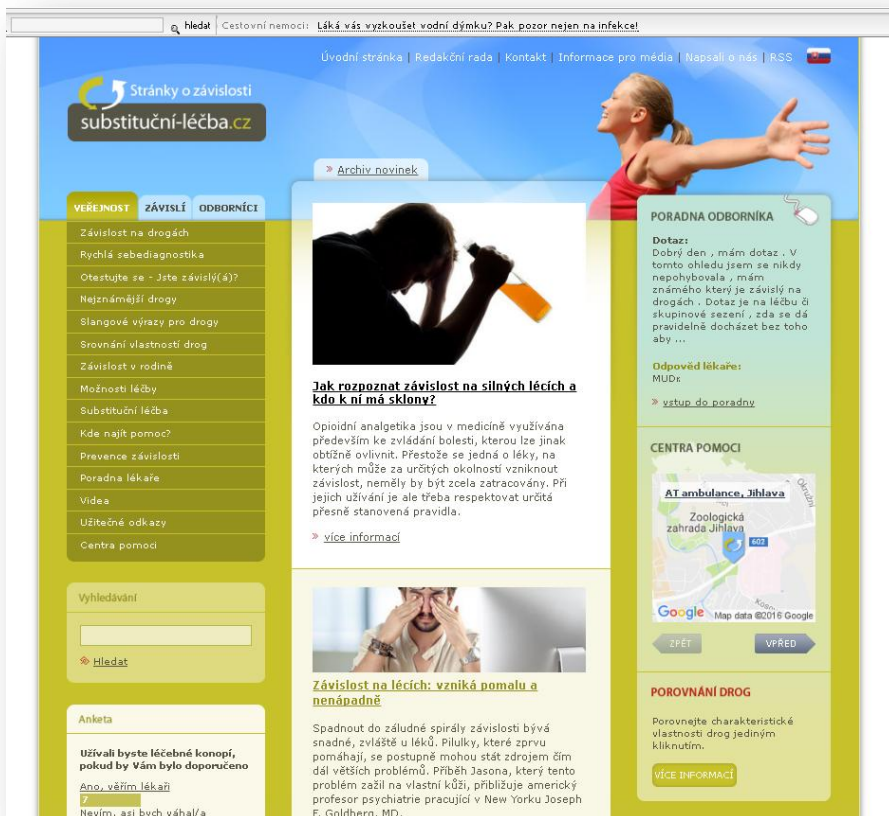 hledat Cestovní nemoci: Láká vás vyzkoušet vodní dýmku? Pak pozor nejen na infekce!
Úvodní stránka | Redakční rada | Kontakt | Informace pro média | Napsali o nás | RSS
Stránky o závislosti
substituční-léčba.cz
» Archiv novinek
VEŘEJNOST ZÁVISLÍ ODBORNÍCI
Závislost na drogách
Rychlá sebediagnostika
Otestujte se - Jste závislý(á)?
Nejznámější drogy
Slangové výrazy pro drogy
Srovnání vlastností drog
Závislost v rodině
Možnosti léčby
Substituční léčba
Kde najít pomoc?
Prevence závislosti
Poradna lékaře
Videa
Užitečné odkazy
Centra pomoci
Vyhledávání
Hledat
Anketa
Užívali byste léčebné konopí,
pokud by Vám bylo doporučeno
Ano, věřím lékaři
7
Nevím, asi bych váhal/a
Jak rozpoznat závislost na silných lécích a
kdo k ní má sklony?
Opioidní analgetika jsou v medicíně využívána
především ke zvládání bolesti, kterou lze jinak
obtížně ovlivnit. Přestože se jedná o léky, na
kterých může za určitých okolností vzniknout
závislost, neměly by být zcela zatracovány. Při
jejich užívání je ale třeba respektovat určitá
přesně stanovená pravidla.
» více informací
Závislost na lécích: vzniká pomalu a
nenápadně
Spadnout do záludné spirály závislosti bývá
snadné, zvláště u léků. Pilulky, které zprvu
pomáhají, se postupně mohou stát zdrojem čím
dál větších problémů. Příběh Jasona, který tento
problém zažil na vlastní kůži, přibližuje americký
profesor psychiatrie pracující v New Yorku Joseph
F. Goldberg, MD.
PORADNA ODBORNÍKA
Dotaz:
Dobrý den , mám dotaz . V
tomto ohledu jsem se nikdy
nepohybovala , mám
známého který je závislý na
drogách . Dotaz je na léčbu či
skupinové sezení , zda se dá
pravidelně docházet bez toho
aby ...
Odpověd lékaře:
MUDr.
» vstup do poradny
CENTRA POMOCI
AT ambulance, Jihlava
Okružní
Zoologická
zahrada Jihlava
602
Google Map data ©2016 Google
ZPĚT VPŘED
POROVNÁNÍ DROG
Porovnejte charakteristické
vlastnosti drog jediným
kliknutím.
VÍCE INFORMACÍ